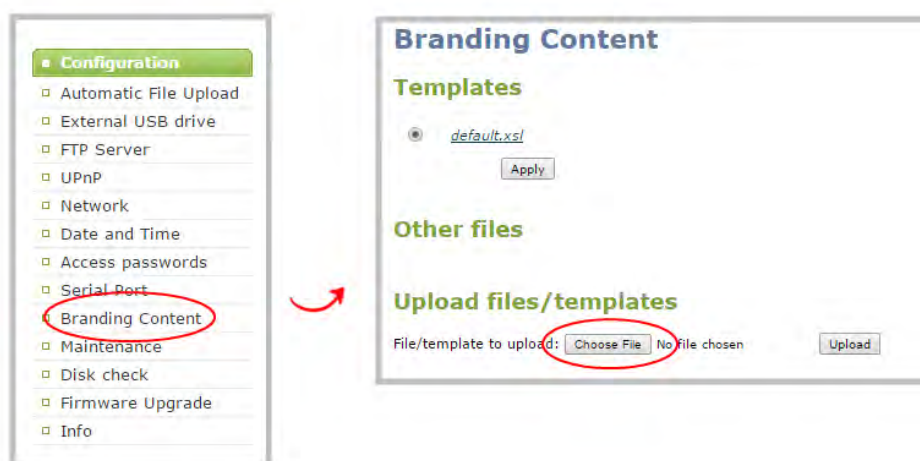 Configuration
Automatic File Upload
External USB drive
FTP Server
UPnP
Network
Date and Time
Access passwords
Serial Port
Branding Content
Maintenance
Disk check
Firmware Upgrade
Info
Branding Content
Templates
default.xsl
Apply
Other files
Upload files/templates
File/template to upload: Choose File No file chosen Upload